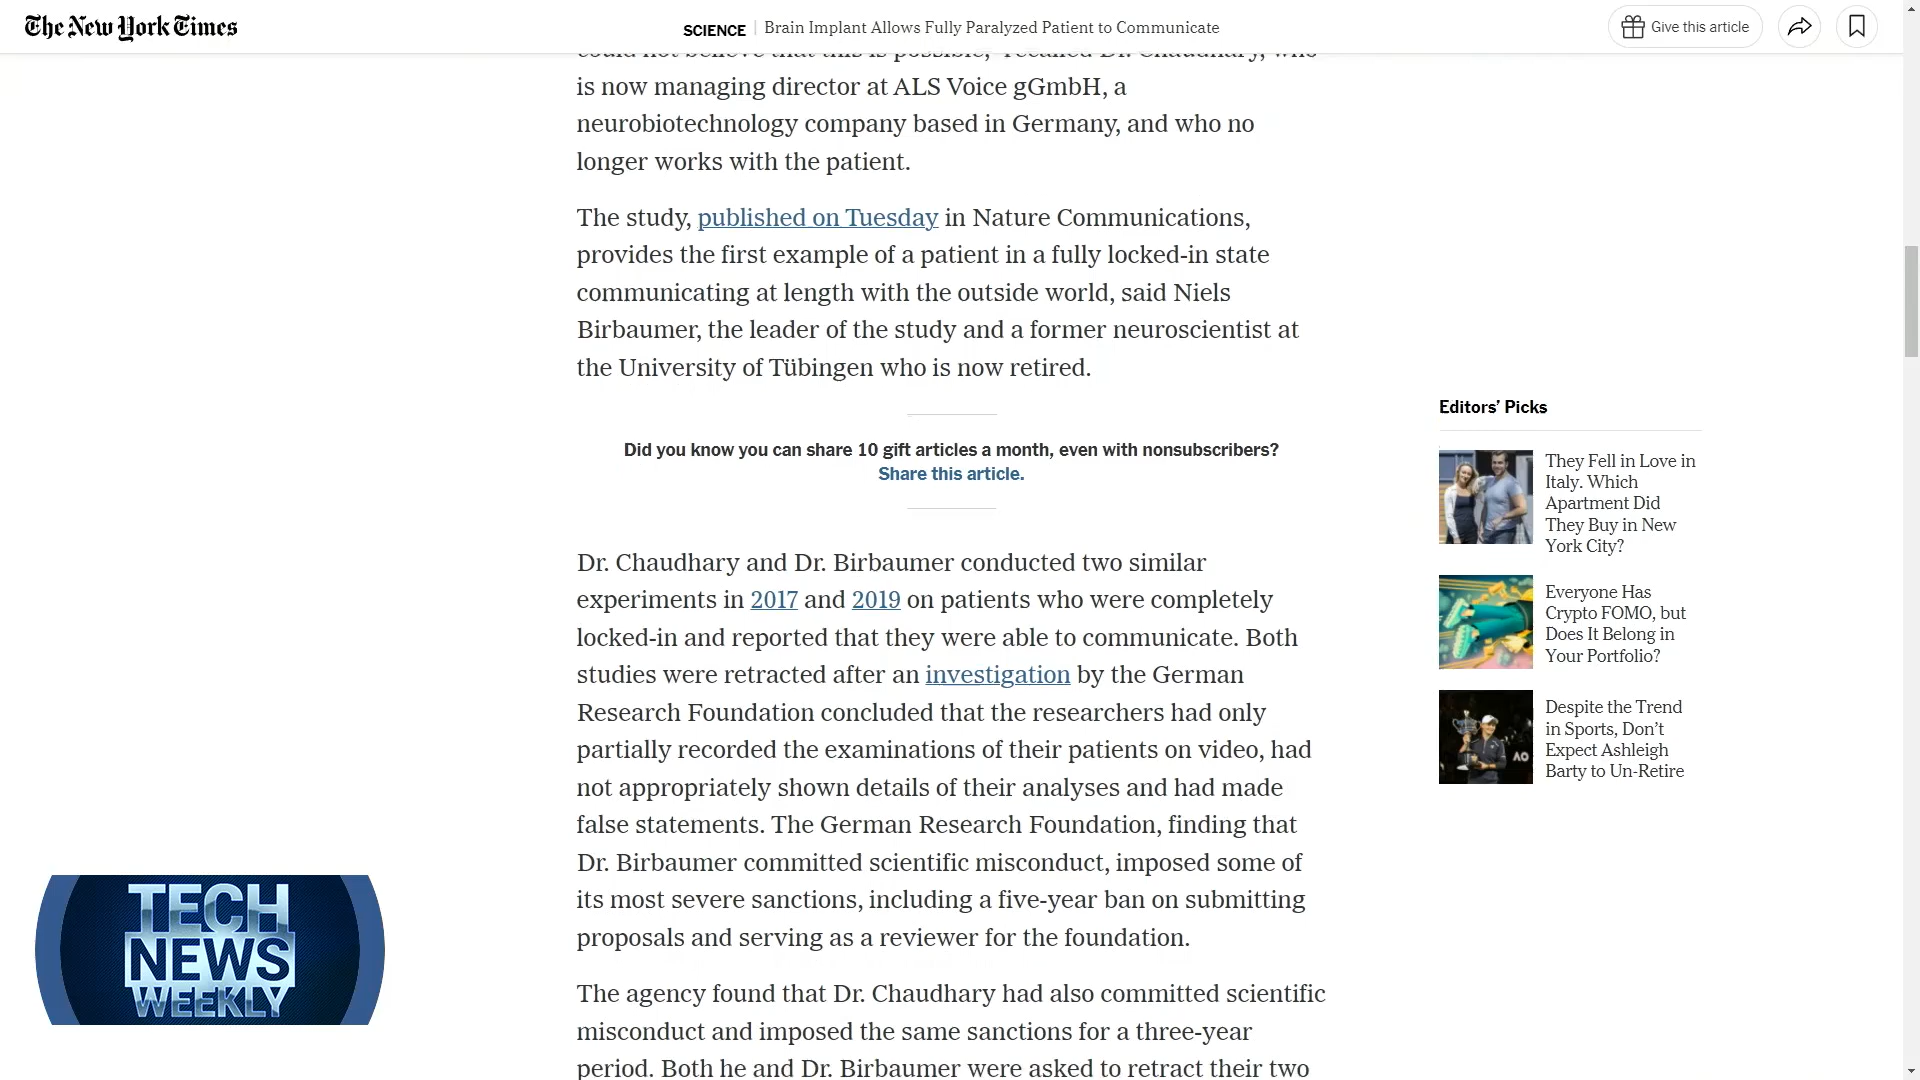 The New York Times
SCIENCE
Brain Implant Allows Fully Paralyzed Patient to Communicate
Give this article
could not believe that this is possible," recalled Dr. Chaudhary, who
is now managing director at ALS Voice gGmbH, a
neurobiotechnology company based in Germany, and who no
longer works with the patient.
The study, published on Tuesday in Nature Communications,
provides the first example of a patient in a fully locked-in state
communicating at length with the outside world, said Niels
Birbaumer, the leader of the study and a former neuroscientist at
the University of Tübingen who is now retired.
Did you know you can share 10 gift articles a month, even with nonsubscribers?
Share this article.
Dr. Chaudhary and Dr. Birbaumer conducted two similar
experiments in 2017 and 2019 on patients who were completely
locked-in and reported that they were able to communicate. Both
studies were retracted after an investigation by the German
Research Foundation concluded that the researchers had only
partially recorded the examinations of their patients on video, had
not appropriately shown details of their analyses and had made
false statements. The German Research Foundation, finding that
Dr. Birbaumer committed scientific misconduct, imposed some of
its most severe sanctions, including a five-year ban on submitting
proposals and serving as a reviewer for the foundation.
The agency found that Dr. Chaudhary had also committed scientific
misconduct and imposed the same sanctions for a three-year
period. Both he and Dr. Birbaumer were asked to retract their two
Editors’ Picks
They Fell in Love in
Italy. Which
Apartment Did
They Buy in New
York City?
Everyone Has
Crypto FOMO, but
Does It Belong in
Your Portfolio?
Despite the Trend
in Sports, Don’t
Expect Ashleigh
Barty to Un-Retire
AO
TECH
NEWS
WEEKLY